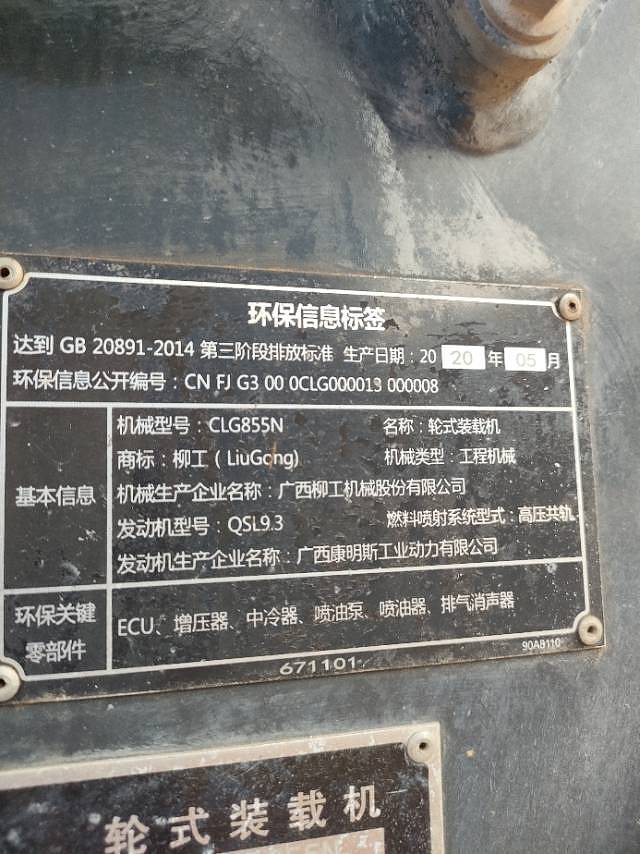 环保信息标签
达到 GB 20891-2014 第三阶段排放标准 生产日期：20 20 年 05 月
环保信息公开编号：CN FJ G3 00 0CLG000013 000008
基本信息
机械型号：CLG855N 名称：轮式装载机
商标：柳工（LiuGong） 机械类型：工程机械
机械生产企业名称：广西柳工机械股份有限公司
发动机型号：QSL9.3 燃料喷射系统型式：高压共轨
发动机生产企业名称：广西康明斯工业动力有限公司
环保关键
零部件
ECU、增压器、中冷器、喷油泵、喷油器、排气消声器
90A8110
671101
轮式装载机